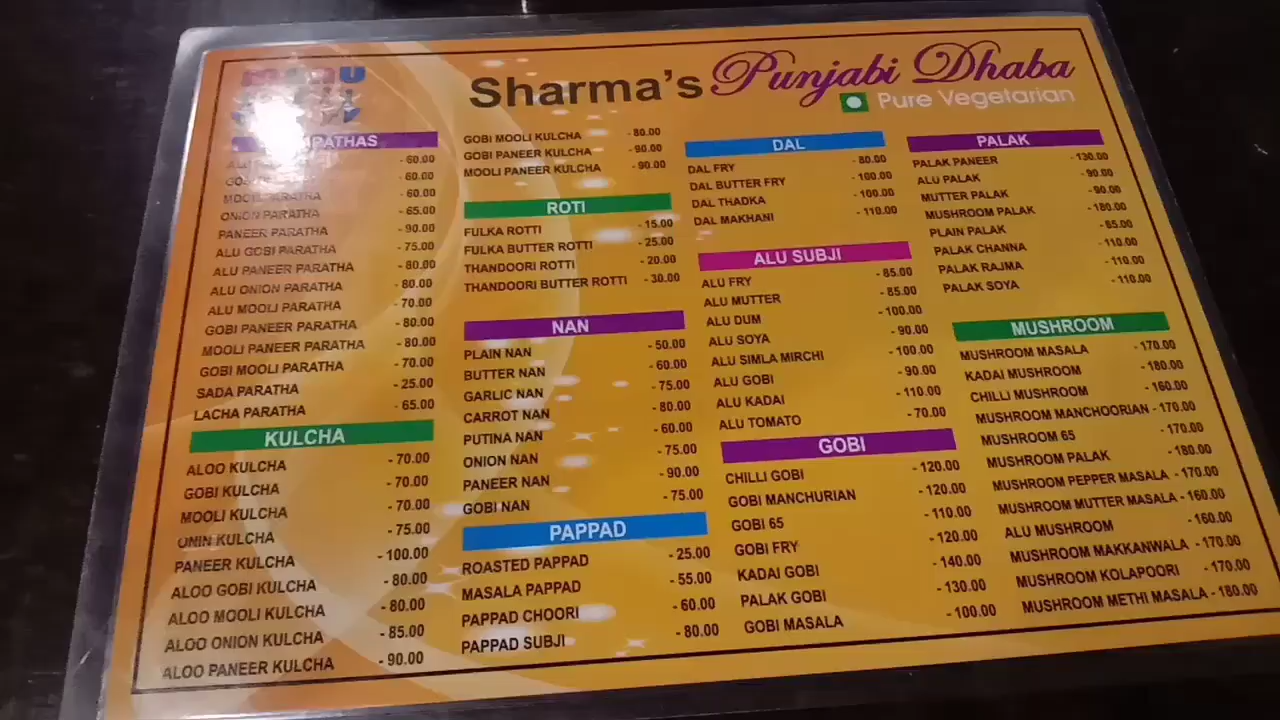 menu
Sharma's Punjabi Dhaba
Pure Vegetarian
- 60.00
- 60.00
MOOLI PARATHA - 60.00
ONION PARATHA - 65.00
PANEER PARATHA - 90.00
ALU GOBI PARATHA - 75.00
ALU PANEER PARATHA - 80.00
ALU ONION PARATHA - 80.00
ALU MOOLI PARATHA - 70.00
GOBI PANEER PARATHA - 80.00
MOOLI PANEER PARATHA - 80.00
GOBI MOOLI PARATHA - 70.00
SADA PARATHA - 25.00
LACHA PARATHA - 65.00
KULCHA
ALOO KULCHA - 70.00
GOBI KULCHA - 70.00
MOOLI KULCHA - 70.00
ONIN KULCHA - 75.00
PANEER KULCHA - 100.00
ALOO GOBI KULCHA - 80.00
ALOO MOOLI KULCHA - 80.00
ALOO ONION KULCHA - 85.00
ALOO PANEER KULCHA - 90.00
GOBI MOOLI KULCHA - 80.00
GOBI PANEER KULCHA - 90.00
MOOLI PANEER KULCHA - 90.00
ROTI
FULKA ROTTI - 15.00
FULKA BUTTER ROTTI - 25.00
THANDOORI ROTTI - 20.00
THANDOORI BUTTER ROTTI - 30.00
NAN
PLAIN NAN - 50.00
BUTTER NAN - 60.00
GARLIC NAN - 75.00
CARROT NAN - 80.00
PUTINA NAN - 60.00
ONION NAN - 75.00
PANEER NAN - 90.00
GOBI NAN - 75.00
PAPPAD
ROASTED PAPPAD - 25.00
MASALA PAPPAD - 55.00
PAPPAD CHOORI - 60.00
PAPPAD SUBJI - 80.00
DAL
DAL FRY - 80.00
DAL BUTTER FRY - 100.00
DAL THADKA - 100.00
DAL MAKHANI - 110.00
ALU SUBJI
ALU FRY - 85.00
ALU MUTTER - 85.00
ALU DUM - 100.00
ALU SOYA - 90.00
ALU SIMLA MIRCHI - 100.00
ALU GOBI - 90.00
ALU KADAI - 110.00
ALU TOMATO - 70.00
GOBI
CHILLI GOBI - 120.00
GOBI MANCHURIAN - 120.00
GOBI 65 - 110.00
GOBI FRY - 120.00
KADAI GOBI - 140.00
PALAK GOBI - 130.00
GOBI MASALA - 100.00
PALAK
PALAK PANEER - 130.00
ALU PALAK - 90.00
MUTTER PALAK - 90.00
MUSHROOM PALAK - 180.00
PLAIN PALAK - 85.00
PALAK CHANNA - 110.00
PALAK RAJMA - 110.00
PALAK SOYA - 110.00
MUSHROOM
MUSHROOM MASALA - 170.00
KADAI MUSHROOM - 180.00
CHILLI MUSHROOM - 160.00
MUSHROOM MANCHOORIAN - 170.00
MUSHROOM 65 - 170.00
MUSHROOM PALAK - 180.00
MUSHROOM PEPPER MASALA - 170.00
MUSHROOM MUTTER MASALA - 160.00
ALU MUSHROOM - 160.00
MUSHROOM MAKKANWALA - 170.00
MUSHROOM KOLAPOORI - 170.00
MUSHROOM METHI MASALA - 180.00